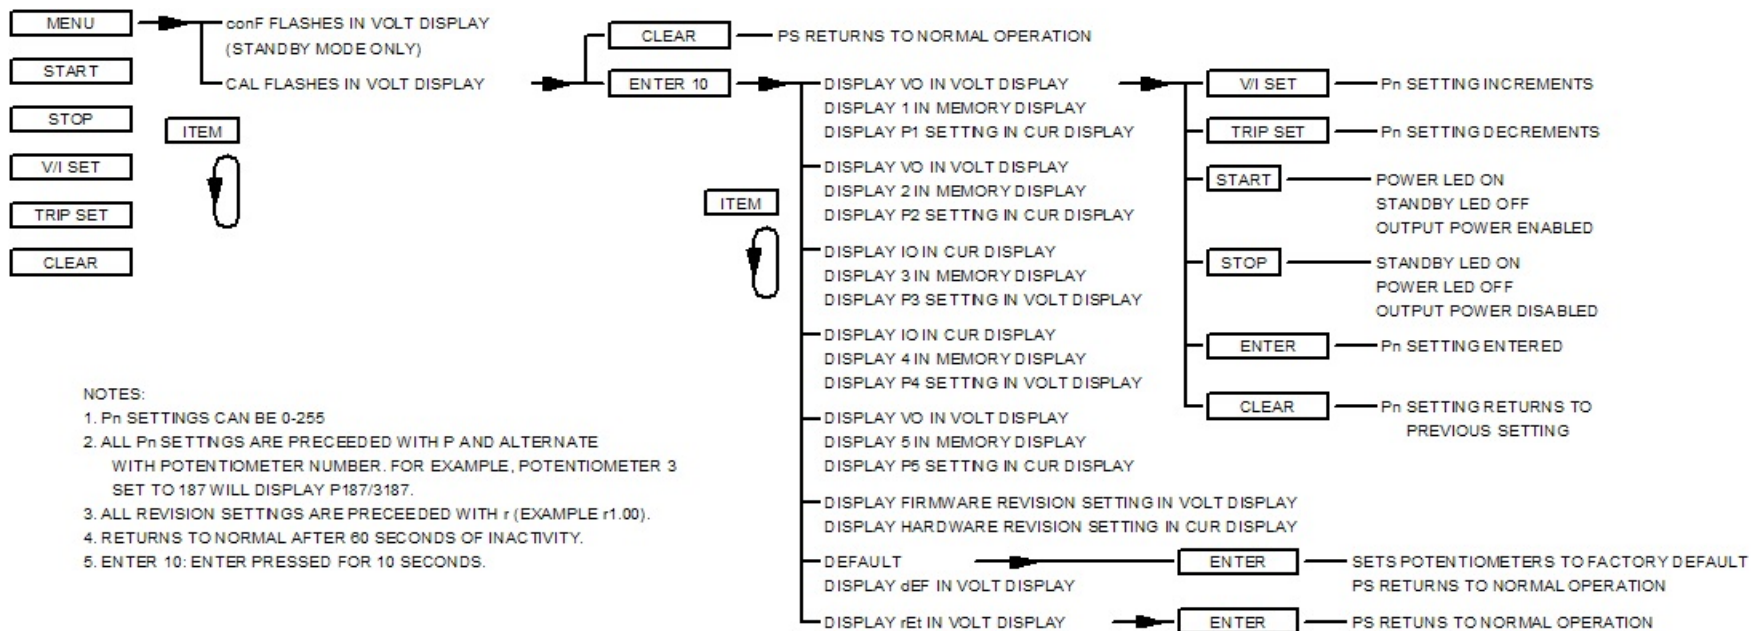 MENU
conF FLASHES IN VOLT DISPLAY
(STANDBY MODE ONLY)
CAL FLASHES IN VOLT DISPLAY
START
STOP
V/I SET
TRIP SET
CLEAR
ITEM
CLEAR
PS RETURNS TO NORMAL OPERATION
ENTER 10
ITEM
DISPLAY VO IN VOLT DISPLAY
DISPLAY 1 IN MEMORY DISPLAY
DISPLAY P1 SETTING IN CUR DISPLAY
DISPLAY VO IN VOLT DISPLAY
DISPLAY 2 IN MEMORY DISPLAY
DISPLAY P2 SETTING IN CUR DISPLAY
DISPLAY IO IN CUR DISPLAY
DISPLAY 3 IN MEMORY DISPLAY
DISPLAY P3 SETTING IN VOLT DISPLAY
DISPLAY IO IN CUR DISPLAY
DISPLAY 4 IN MEMORY DISPLAY
DISPLAY P4 SETTING IN VOLT DISPLAY
DISPLAY VO IN VOLT DISPLAY
DISPLAY 5 IN MEMORY DISPLAY
DISPLAY P5 SETTING IN CUR DISPLAY
DISPLAY FIRMWARE REVISION SETTING IN VOLT DISPLAY
DISPLAY HARDWARE REVISION SETTING IN CUR DISPLAY
DEFAULT
DISPLAY dEF IN VOLT DISPLAY
ENTER
SETS POTENTIOMETERS TO FACTORY DEFAULT
PS RETURNS TO NORMAL OPERATION
DISPLAY rEt IN VOLT DISPLAY
ENTER
PS RETUNS TO NORMAL OPERATION
V/I SET
Pn SETTING INCREMENTS
TRIP SET
Pn SETTING DECREMENTS
START
POWER LED ON
STANDBY LED OFF
OUTPUT POWER ENABLED
STOP
STANDBY LED ON
POWER LED OFF
OUTPUT POWER DISABLED
ENTER
Pn SETTING ENTERED
CLEAR
Pn SETTING RETURNS TO
PREVIOUS SETTING
NOTES:
1. Pn SETTINGS CAN BE 0-255
2. ALL Pn SETTINGS ARE PRECEEDED WITH P AND ALTERNATE
WITH POTENTIOMETER NUMBER. FOR EXAMPLE, POTENTIOMETER 3
SET TO 187 WILL DISPLAY P187/3187.
3. ALL REVISION SETTINGS ARE PRECEEDED WITH r (EXAMPLE r1.00).
4. RETURNS TO NORMAL AFTER 60 SECONDS OF INACTIVITY.
5. ENTER 10: ENTER PRESSED FOR 10 SECONDS.